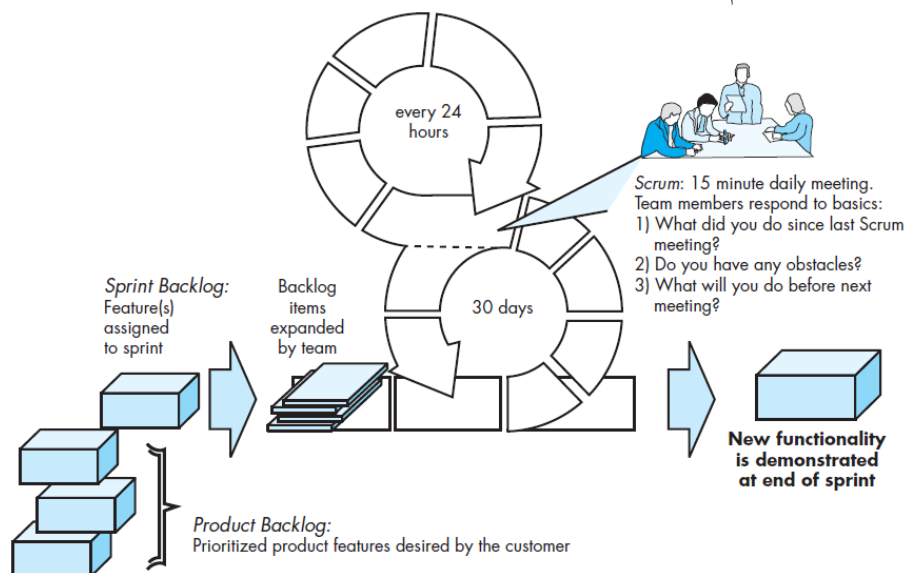 every 24
hours
Scrum: 15 minute daily meeting.
Team members respond to basics:
1) What did you do since last Scrum
meeting?
2) Do you have any obstacles?
3) What will you do before next
meeting?
Sprint Backlog:
Feature(s)
assigned
to sprint
Backlog
items
expanded
by team
30 days
New functionality
is demonstrated
at end of sprint
Product Backlog:
Prioritized product features desired by the customer